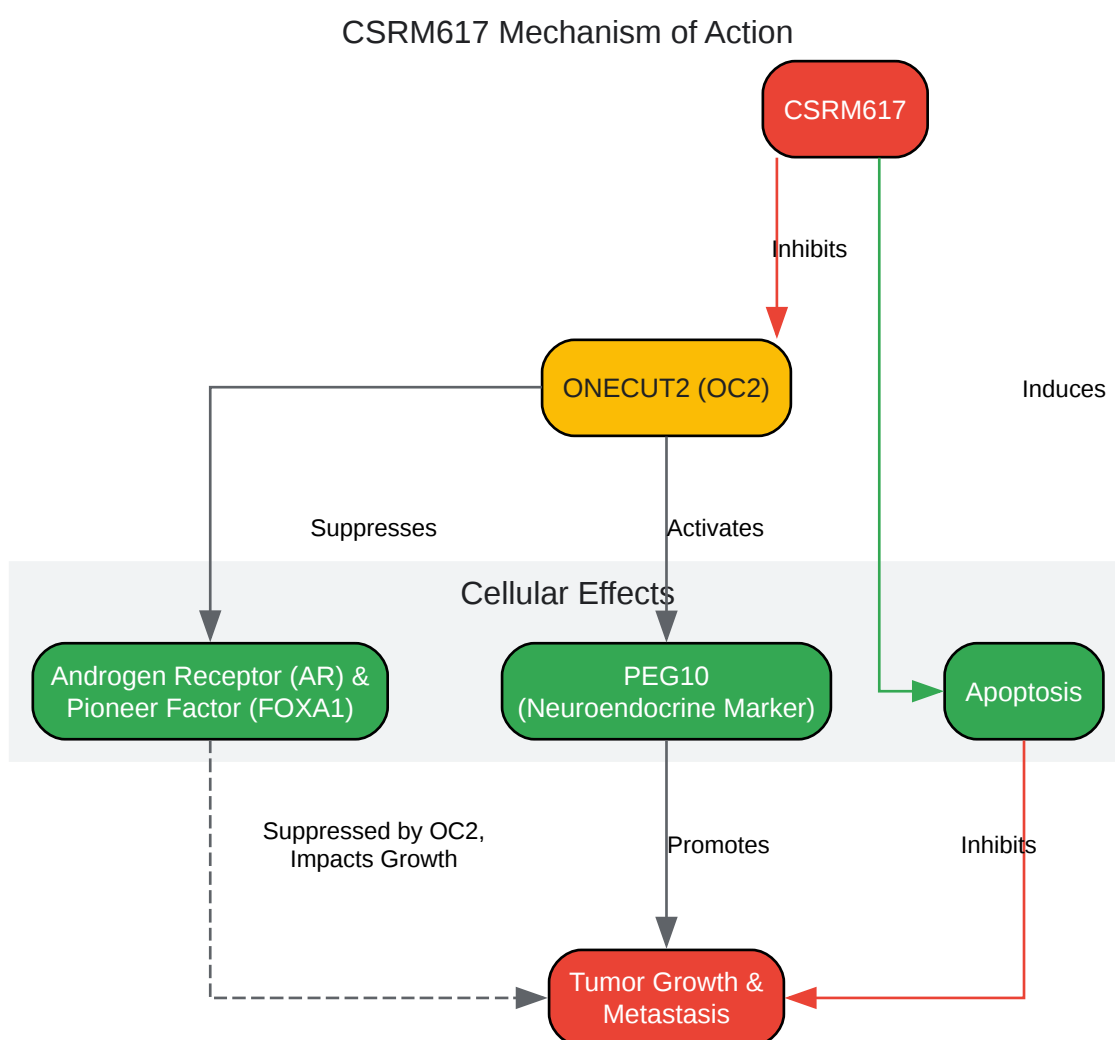 CSRM617 Mechanism of Action
CSRM617
Inhibits
ONECUT2 (OC2)
Induces
Suppresses
Activates
Cellular Effects
Androgen Receptor (AR) &
Pioneer Factor (FOXA1)
PEG10
(Neuroendocrine Marker)
Apoptosis
Suppressed by OC2,
Impacts Growth
Promotes
Inhibits
Tumor Growth &
Metastasis